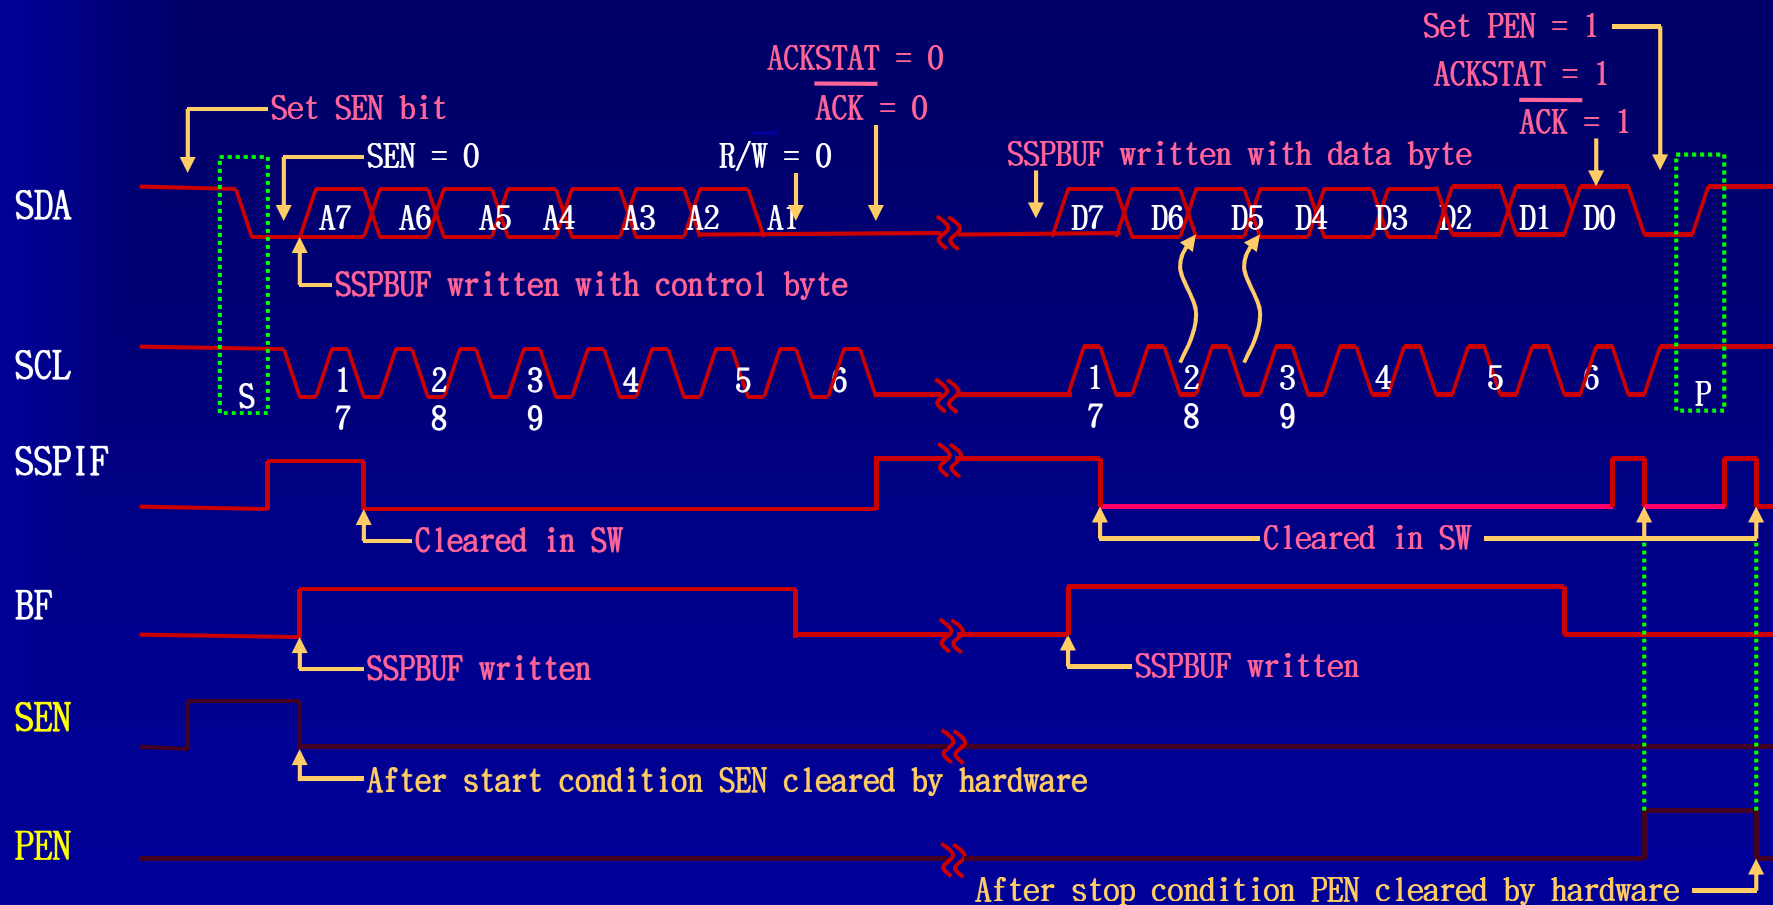 Set PEN = 1
ACKSTAT = 0
ACKSTAT = 1
Set SEN bit
ACK = 0
ACK = 1
SEN = 0
R/W = 0
SSPBUF written with data byte
SDA
A7 A6 A5 A4 A3 A2 A1
D7 D6 D5 D4 D3 D2 D1 D0
SSPBUF written with control byte
SCL
S
1 2 3 4 5 6
7 8 9
1 2 3 4 5 6
7 8 9
P
SSPIF
Cleared in SW
Cleared in SW
BF
SSPBUF written
SSPBUF written
SEN
After start condition SEN cleared by hardware
PEN
After stop condition PEN cleared by hardware